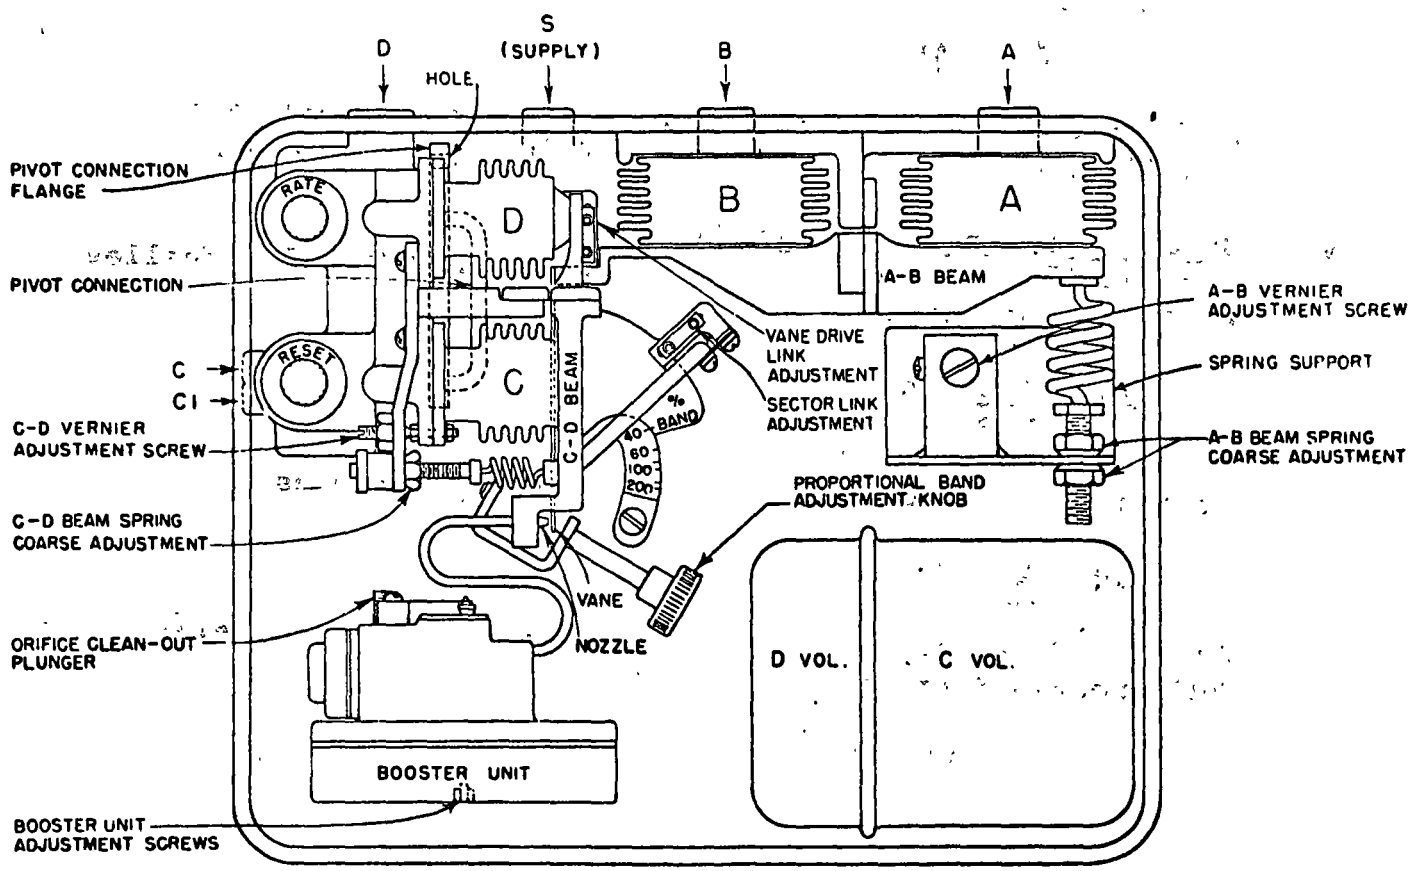 S
(SUPPLY)
D
B
A
HOLE
PIVOT CONNECTION
FLANGE
RATE
D
B
A
PIVOT CONNECTION
A-B BEAM
A-B VERNIER
ADJUSTMENT SCREW
VANE DRIVE
LINK
ADJUSTMENT
SPRING SUPPORT
RESET
C
C1
C
C-D BEAM
SECTOR LINK
ADJUSTMENT
%
BAND
40
60
100
200
C-D VERNIER
ADJUSTMENT SCREW
A-B BEAM SPRING
COARSE ADJUSTMENT
PROPORTIONAL BAND
ADJUSTMENT KNOB
C-D BEAM SPRING
COARSE ADJUSTMENT
VANE
NOZZLE
ORIFICE CLEAN-OUT
PLUNGER
D VOL.
C VOL.
BOOSTER UNIT
BOOSTER UNIT
ADJUSTMENT SCREWS